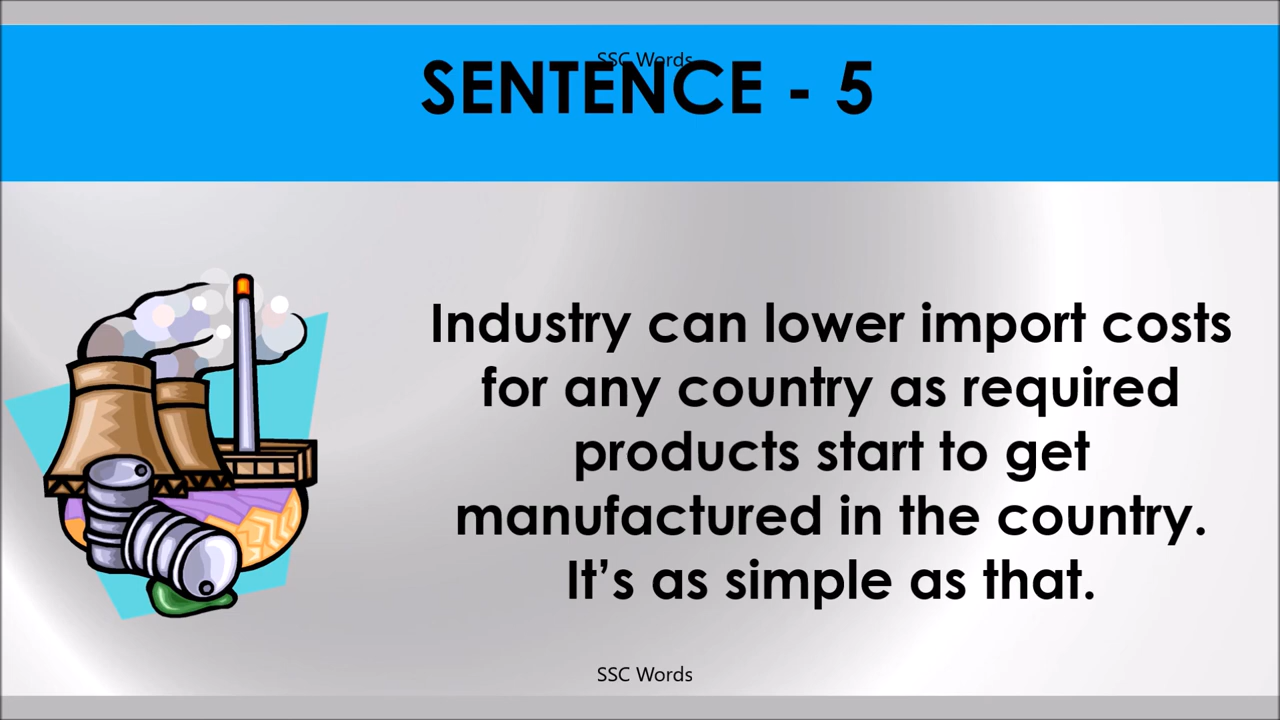 SSC Words
SENTENCE - 5
Industry can lower import costs
for any country as required
products start to get
manufactured in the country.
It’s as simple as that.
SSC Words